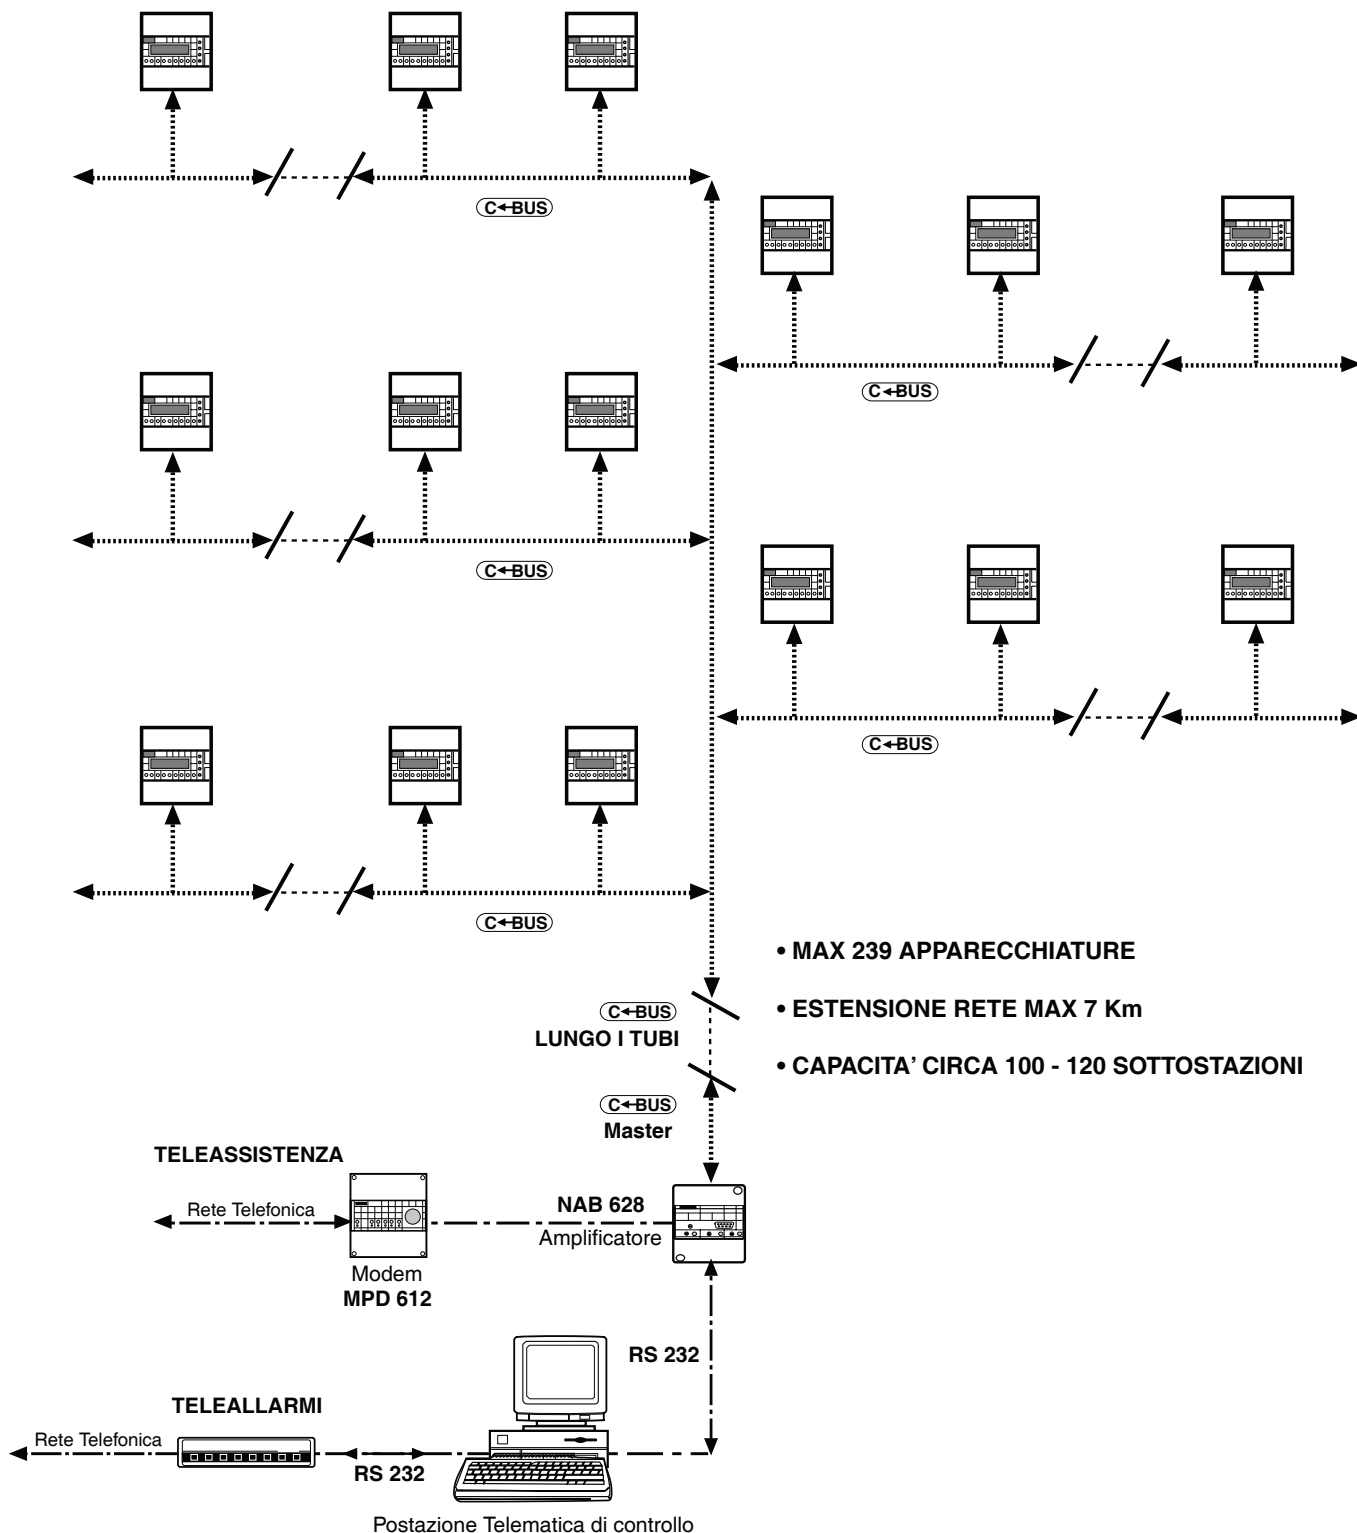 C BUS
C BUS
C BUS
C BUS
C BUS
• MAX 239 APPARECCHIATURE
C BUS
LUNGO I TUBI
• ESTENSIONE RETE MAX 7 Km
• CAPACITA’ CIRCA 100 - 120 SOTTOSTAZIONI
C BUS
Master
TELEASSISTENZA
Rete Telefonica
NAB 628
Amplificatore
Modem
MPD 612
RS 232
TELEALLARMI
Rete Telefonica
RS 232
Postazione Telematica di controllo